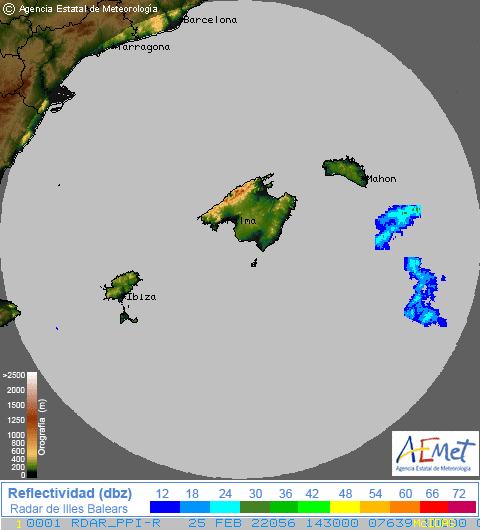 © Agencia Estatal de Meteorología
Barcelona
Tarragona
Mahon
lma
Ibiza
>2500
2000
1500
1000
800
600
400
200
0
Orografía (m)
AEMet
Agencia Estatal de Meteorología
Reflectividad (dbz)
Radar de Illes Balears
12 18 24 30 36 42 48 54 60 66 72
1 0001 RDAR_PPI-R 25 FEB 22056 143000 07639